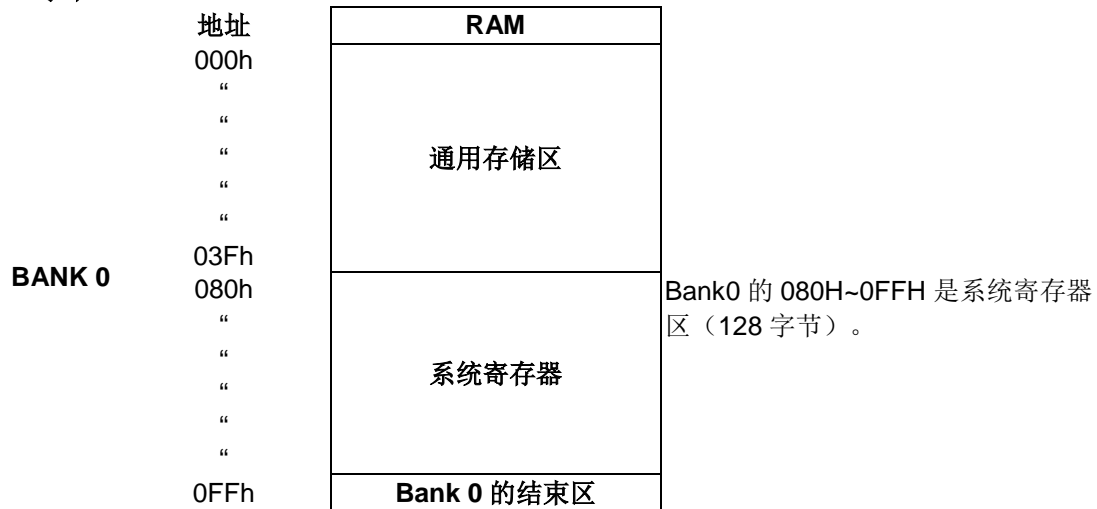 地址 RAM
000h
“
“
“ 通用存储区
“
“
03Fh
BANK 0
080h Bank0 的 080H~0FFH 是系统寄存器
“ 区（128 字节）。
“
“ 系统寄存器
“
“
0FFh Bank 0 的结束区